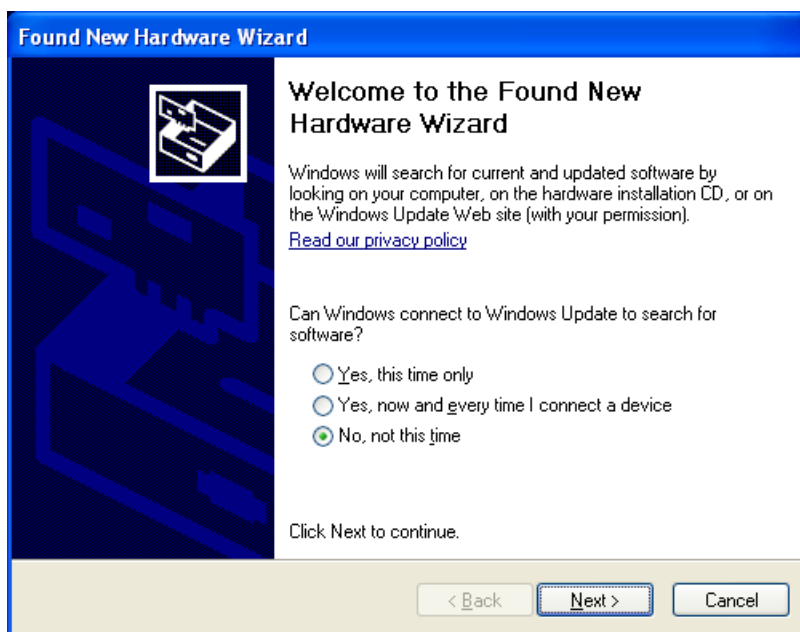 Found New Hardware Wizard
Welcome to the Found New
Hardware Wizard
Windows will search for current and updated software by
looking on your computer, on the hardware installation CD, or on
the Windows Update Web site (with your permission).
Read our privacy policy
Can Windows connect to Windows Update to search for
software?
Yes, this time only
Yes, now and every time I connect a device
No, not this time
Click Next to continue.
< Back Next > Cancel